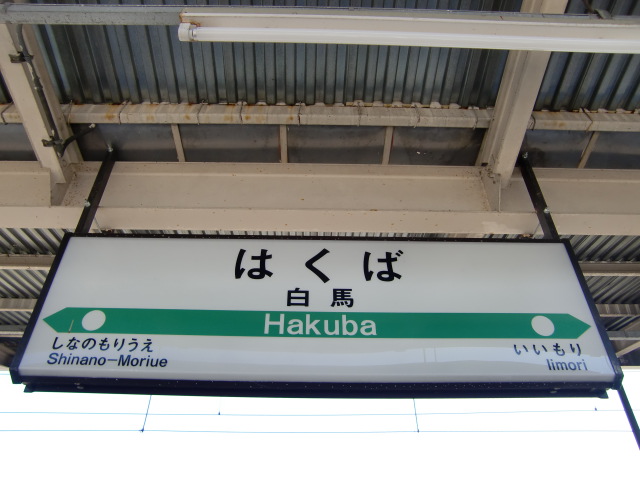 はくば
白馬
Hakuba
しなのもりうえ
Shinano-Moriue
いいもり
Iimori